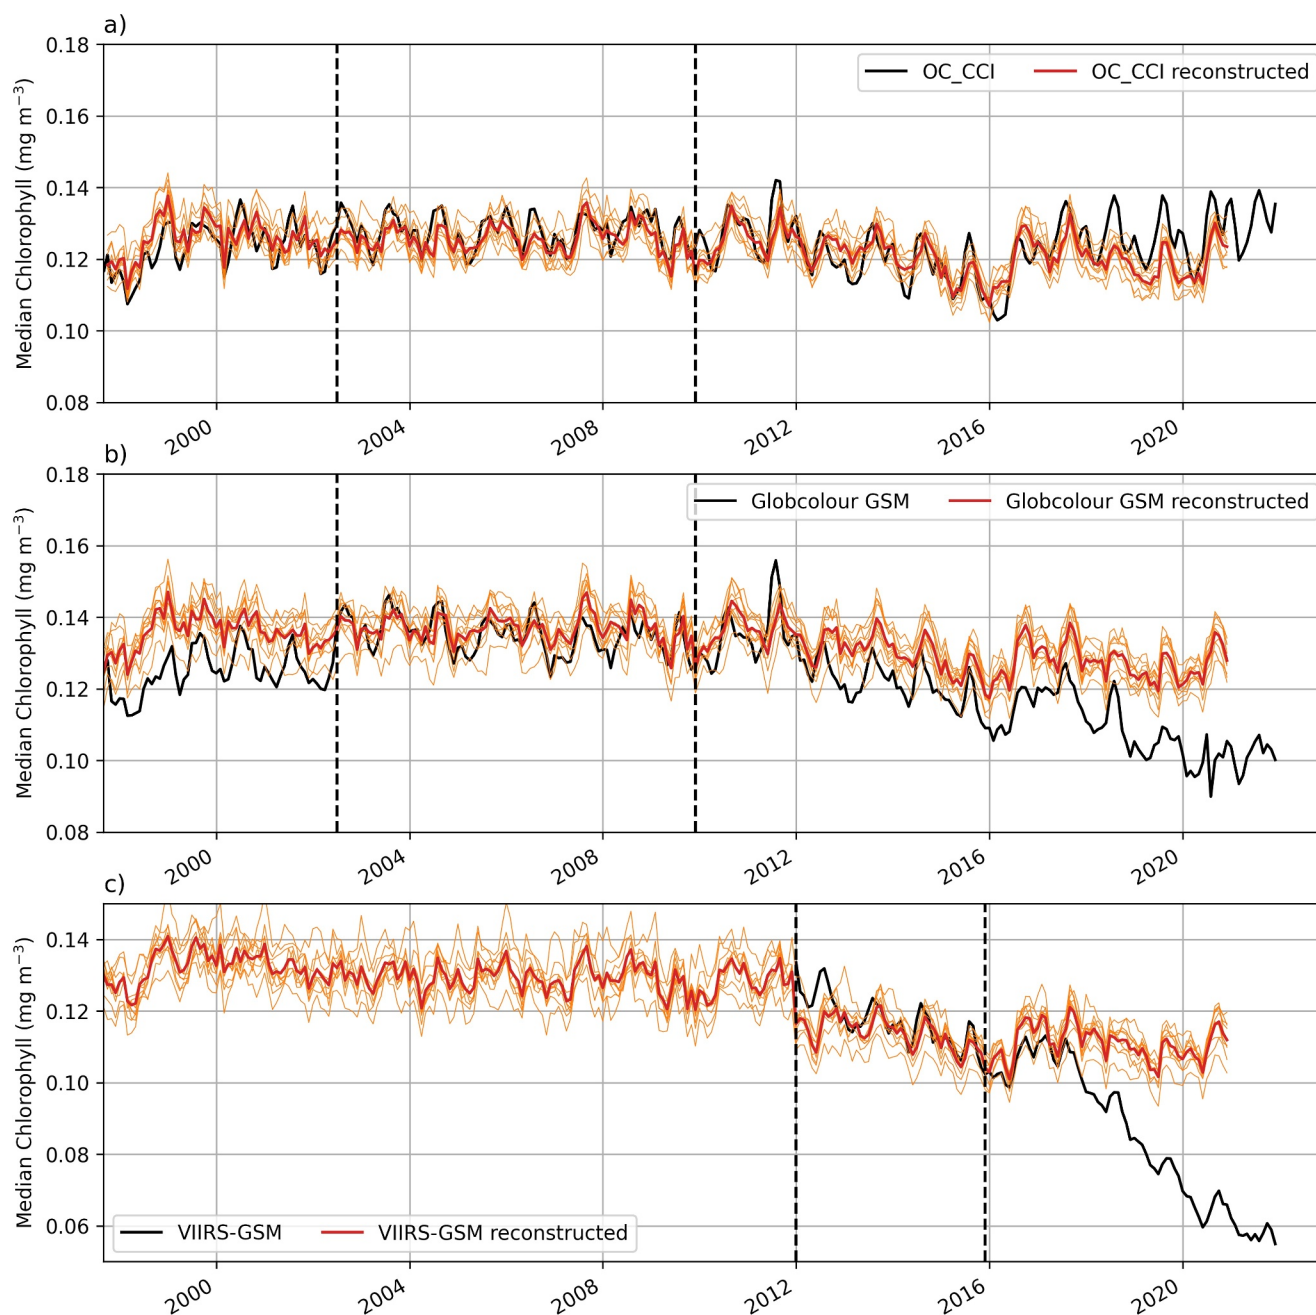 a)
0.18
0.16
0.14
0.12
0.10
0.08
Median Chlorophyll (mg m⁻³)
OC_CCI
OC_CCI reconstructed
2000 2004 2008 2012 2016 2020
b)
0.18
0.16
0.14
0.12
0.10
0.08
Median Chlorophyll (mg m⁻³)
Globcolour GSM
Globcolour GSM reconstructed
2000 2004 2008 2012 2016 2020
c)
0.14
0.12
0.10
0.08
0.06
Median Chlorophyll (mg m⁻³)
VIIRS-GSM
VIIRS-GSM reconstructed
2000 2004 2008 2012 2016 2020